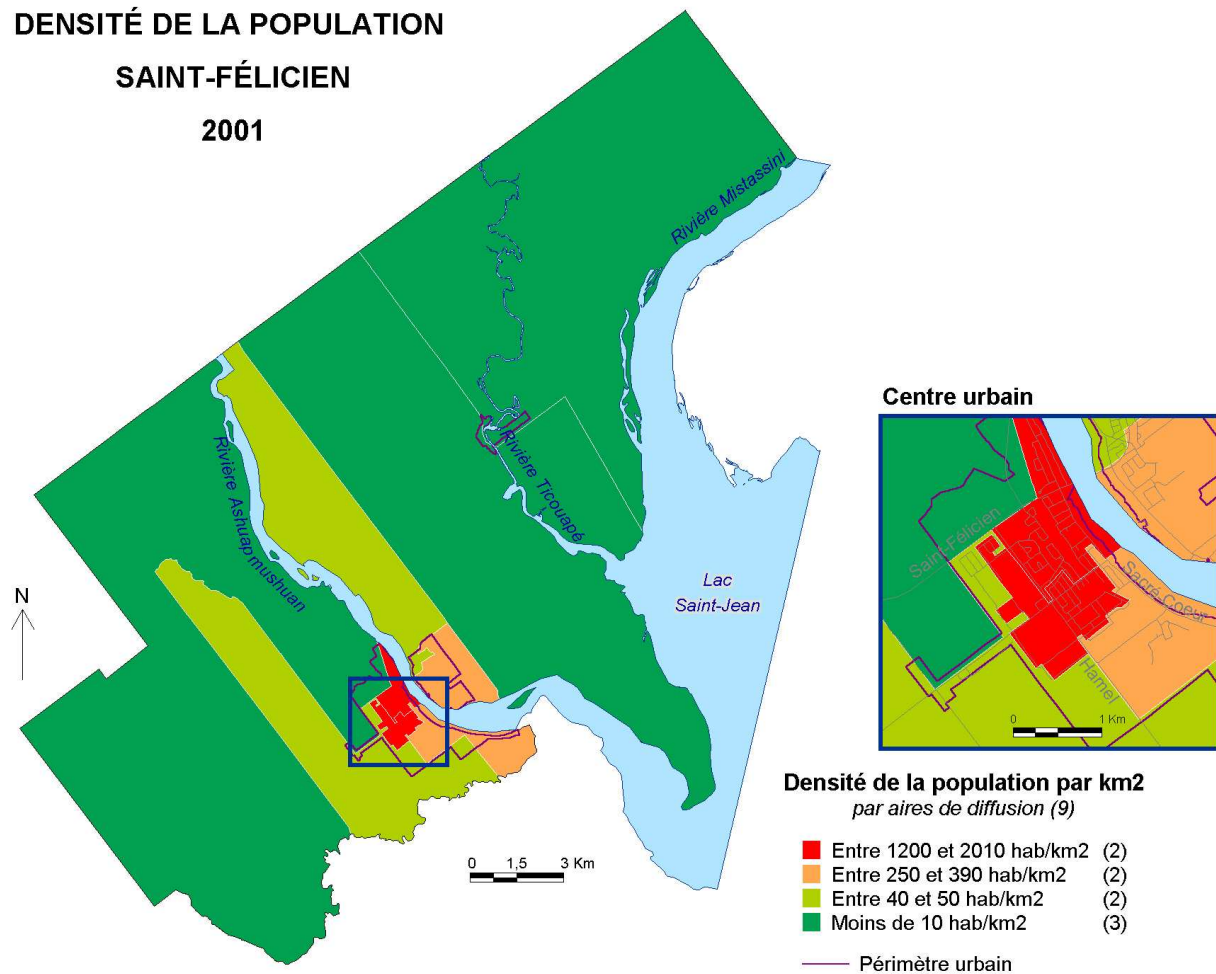 DENSITÉ DE LA POPULATION
SAINT-FÉLICIEN
2001
Rivière Mistassini
Rivière Ticouapé
Rivière Ashuapmushuan
Lac
Saint-Jean
N
0 1,5 3 Km
Centre urbain
Saint-Félicien
Sacré-Coeur
Hamel
0 1 Km
Densité de la population par km2
par aires de diffusion (9)
Entre 1200 et 2010 hab/km2 (2)
Entre 250 et 390 hab/km2 (2)
Entre 40 et 50 hab/km2 (2)
Moins de 10 hab/km2 (3)
Périmètre urbain